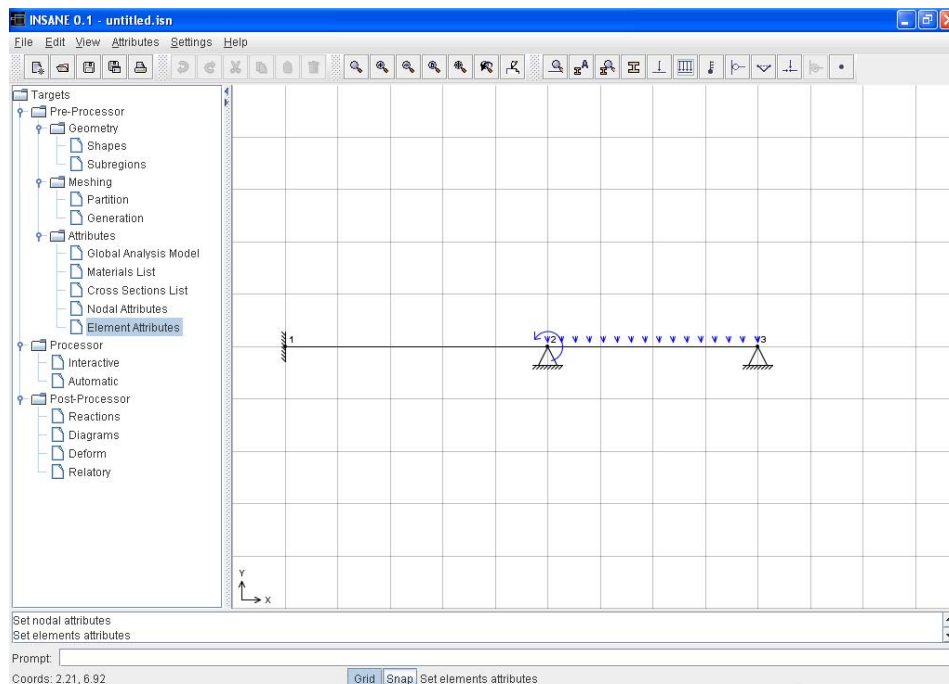 INSANE 0.1 - untitled.isn
File Edit View Attributes Settings Help
Targets
Pre-Processor
Geometry
Shapes
Subregions
Meshing
Partition
Generation
Attributes
Global Analysis Model
Materials List
Cross Sections List
Nodal Attributes
Element Attributes
Processor
Interactive
Automatic
Post-Processor
Reactions
Diagrams
Deform
Relatory
1 2 3
Y
X
Set nodal attributes
Set elements attributes
Prompt:
Coords: 2.21, 6.92 Grid Snap Set elements attributes